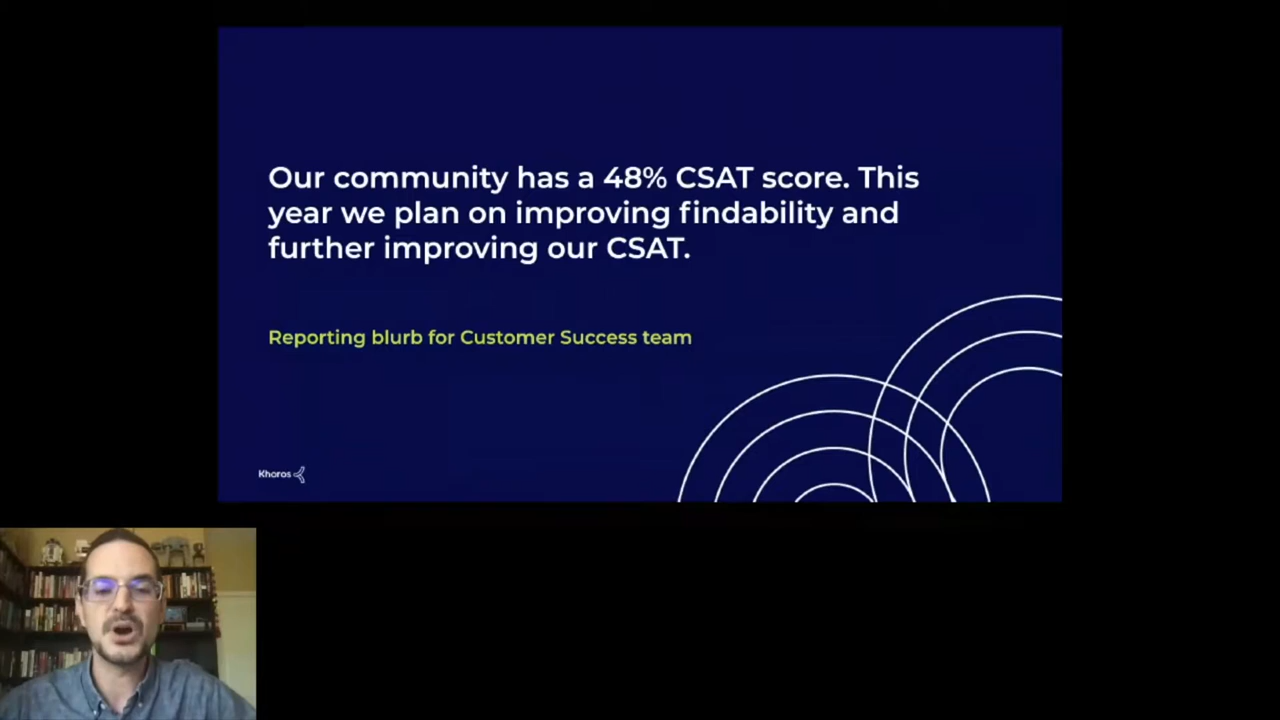 Our community has a 48% CSAT score. This
year we plan on improving findability and
further improving our CSAT.
Reporting blurb for Customer Success team
Khoros